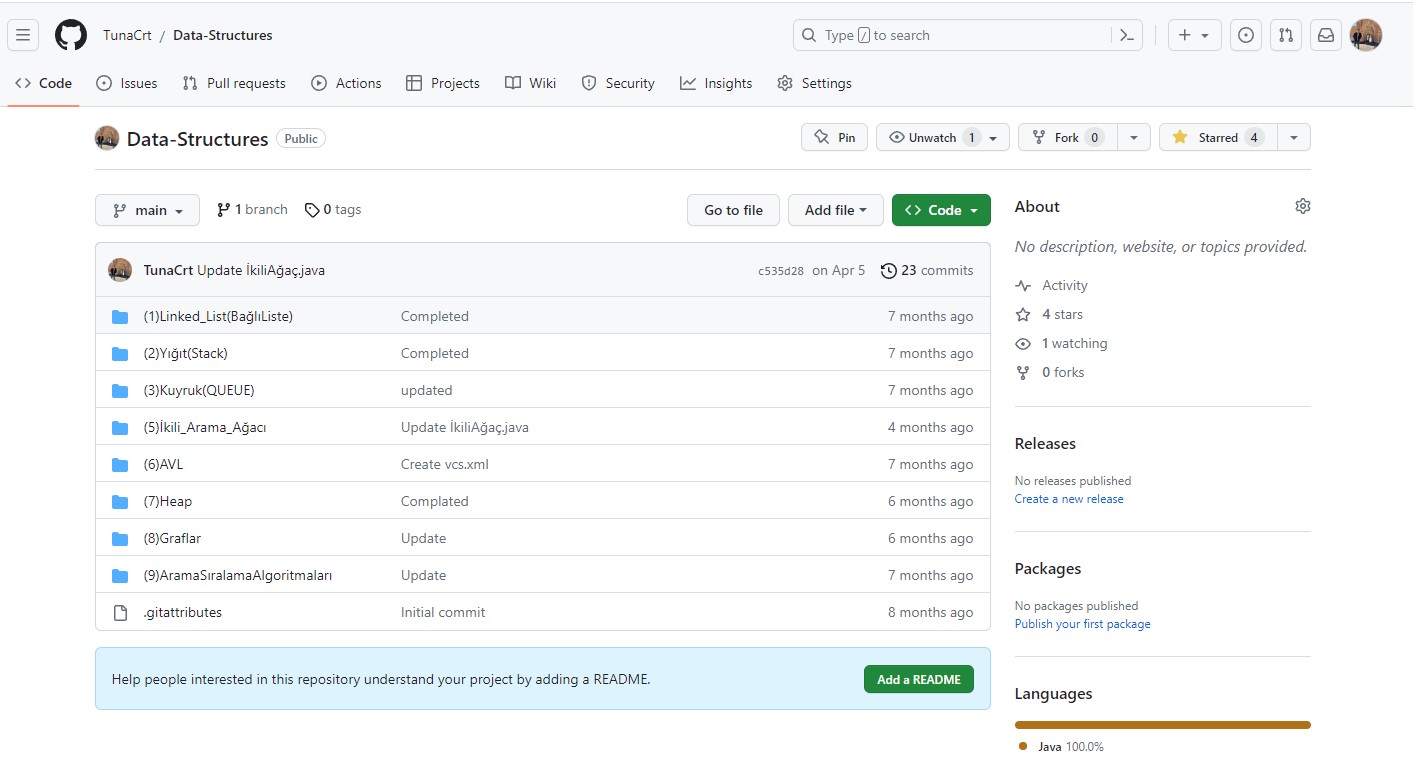 TunaCrt / Data-Structures
Type / to search
Code Issues Pull requests Actions Projects Wiki Security Insights Settings
Data-Structures Public
Pin Unwatch 1 Fork 0 Starred 4
main 1 branch 0 tags Go to file Add file Code
TunaCrt Update İkiliAğaç.java c535d28 on Apr 5 23 commits
(1)Linked_List(BağlıListe) Completed 7 months ago
(2)Yığıt(Stack) Completed 7 months ago
(3)Kuyruk(QUEUE) updated 7 months ago
(5)İkili_Arama_Ağacı Update İkiliAğaç.java 4 months ago
(6)AVL Create vcs.xml 7 months ago
(7)Heap Complated 6 months ago
(8)Graflar Update 6 months ago
(9)AramaSıralamaAlgoritmaları Update 7 months ago
.gitattributes Initial commit 8 months ago
Help people interested in this repository understand your project by adding a README. Add a README
About
No description, website, or topics provided.
Activity
4 stars
1 watching
0 forks
Releases
No releases published
Create a new release
Packages
No packages published
Publish your first package
Languages
Java 100.0%